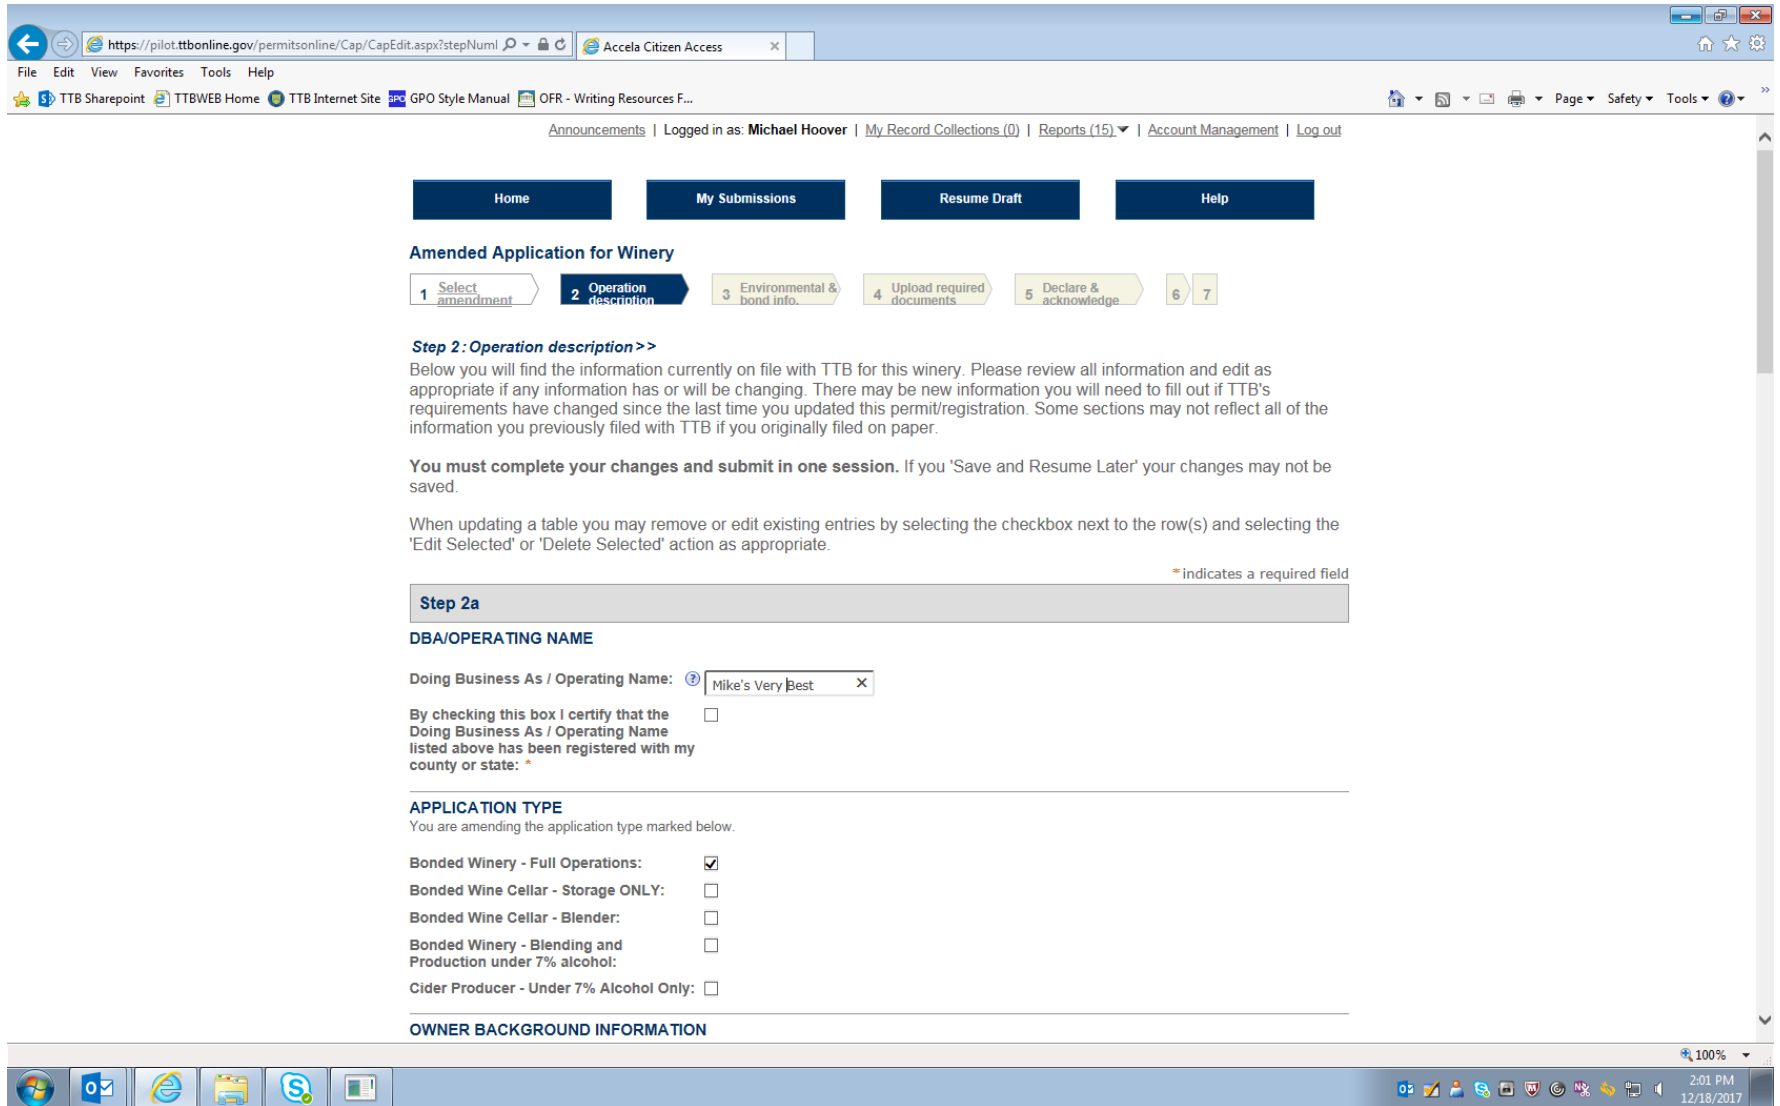 https://pilot.ttbonline.gov/permitsonline/Cap/CapEdit.aspx?stepNuml
Accela Citizen Access
File Edit View Favorites Tools Help
TTB Sharepoint TTBWEB Home TTB Internet Site GPO GPO Style Manual OFR - Writing Resources F...
Page Safety Tools
Announcements | Logged in as: Michael Hoover | My Record Collections (0) | Reports (15) | Account Management | Log out
Home My Submissions Resume Draft Help
Amended Application for Winery
1 Select amendment
2 Operation description
3 Environmental & bond info.
4 Upload required documents
5 Declare & acknowledge
6 7
Step 2: Operation description>>
Below you will find the information currently on file with TTB for this winery. Please review all information and edit as
appropriate if any information has or will be changing. There may be new information you will need to fill out if TTB's
requirements have changed since the last time you updated this permit/registration. Some sections may not reflect all of the
information you previously filed with TTB if you originally filed on paper.
You must complete your changes and submit in one session. If you 'Save and Resume Later' your changes may not be
saved.
When updating a table you may remove or edit existing entries by selecting the checkbox next to the row(s) and selecting the
'Edit Selected' or 'Delete Selected' action as appropriate.
* indicates a required field
Step 2a
DBA/OPERATING NAME
Doing Business As / Operating Name: Mike's Very Best
By checking this box I certify that the
Doing Business As / Operating Name
listed above has been registered with my
county or state: *
APPLICATION TYPE
You are amending the application type marked below.
Bonded Winery - Full Operations:
Bonded Wine Cellar - Storage ONLY:
Bonded Wine Cellar - Blender:
Bonded Winery - Blending and
Production under 7% alcohol:
Cider Producer - Under 7% Alcohol Only:
OWNER BACKGROUND INFORMATION
100%
2:01 PM
12/18/2017